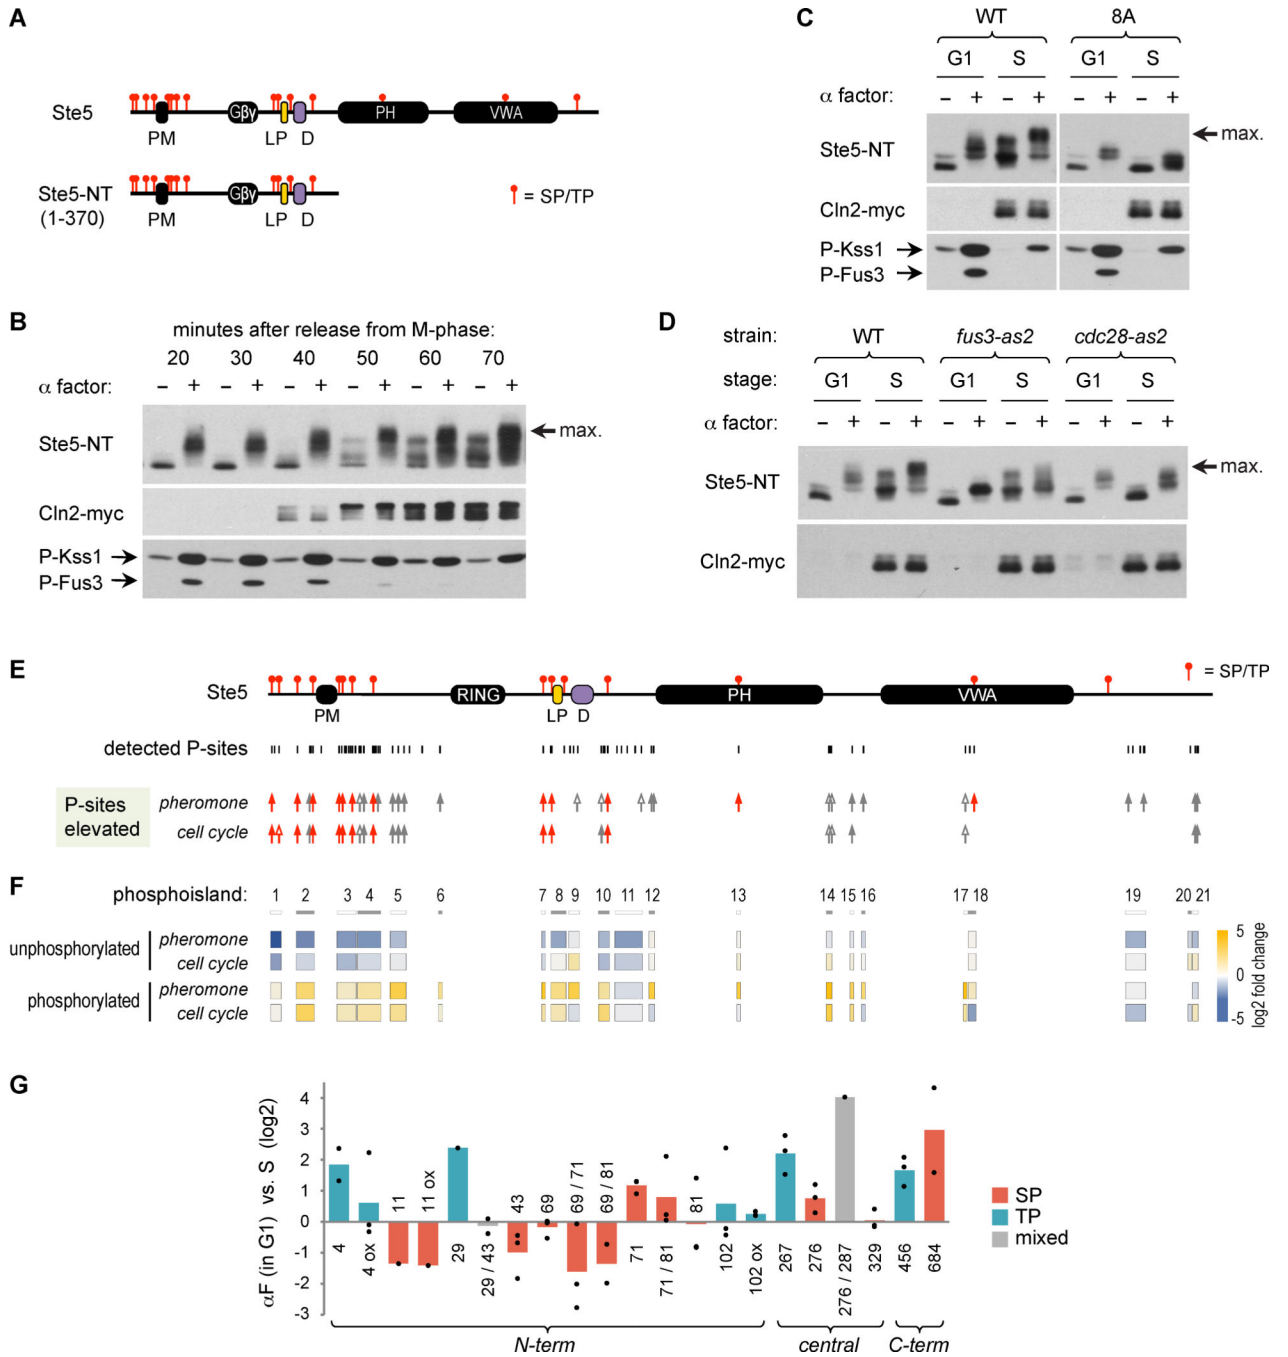 A
Ste5
Gβγ
PH
VWA
PM
LP
D
Ste5-NT
(1-370)
Gβγ
PM
LP
D
= SP/TP
B
minutes after release from M-phase:
20 30 40 50 60 70
α factor: – + – + – + – + – + – +
Ste5-NT
max.
Cln2-myc
P-Kss1
P-Fus3
C
WT 8A
G1 S G1 S
α factor: – + – + – + – +
Ste5-NT
max.
Cln2-myc
P-Kss1
P-Fus3
D
strain: WT fus3-as2 cdc28-as2
stage: G1 S G1 S G1 S
α factor: – + – + – + – + – + – +
Ste5-NT
max.
Cln2-myc
E
= SP/TP
Ste5
RING
PH
VWA
PM
LP
D
detected P-sites
P-sites
elevated
pheromone
cell cycle
F
phosphoisland: 1 2 3 4 5 6 7 8 9 10 11 12 13 14 15 16 17 18 19 20 21
unphosphorylated
pheromone
cell cycle
phosphorylated
pheromone
cell cycle
5
0
-5
log2 fold change
G
αF (in G1) vs. S (log2)
4
3
2
1
0
-1
-2
-3
4
4 ox
11
11 ox
29
29 / 43
43
69
69 / 71
69 / 81
71
71 / 81
81
102
102 ox
267
276
276 / 287
329
456
684
N-term
central
C-term
SP
TP
mixed